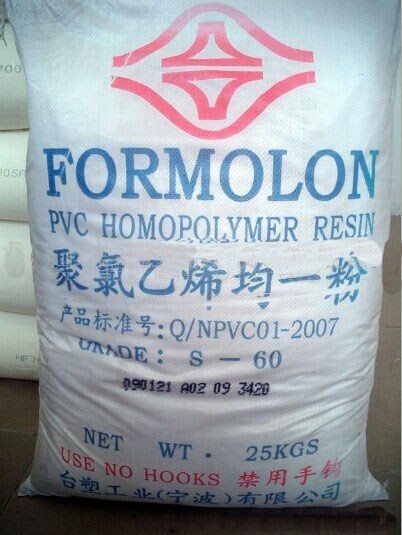 FORMOLON
PVC HOMOPOLYMER RESIN
聚氯乙烯均一粉
产品标准号: Q/NPVC01-2007
GRADE: S - 60
090121 A02 09 3420
NET WT. 25KGS
USE NO HOOKS 禁用手钩
台塑工业(宁波)有限公司